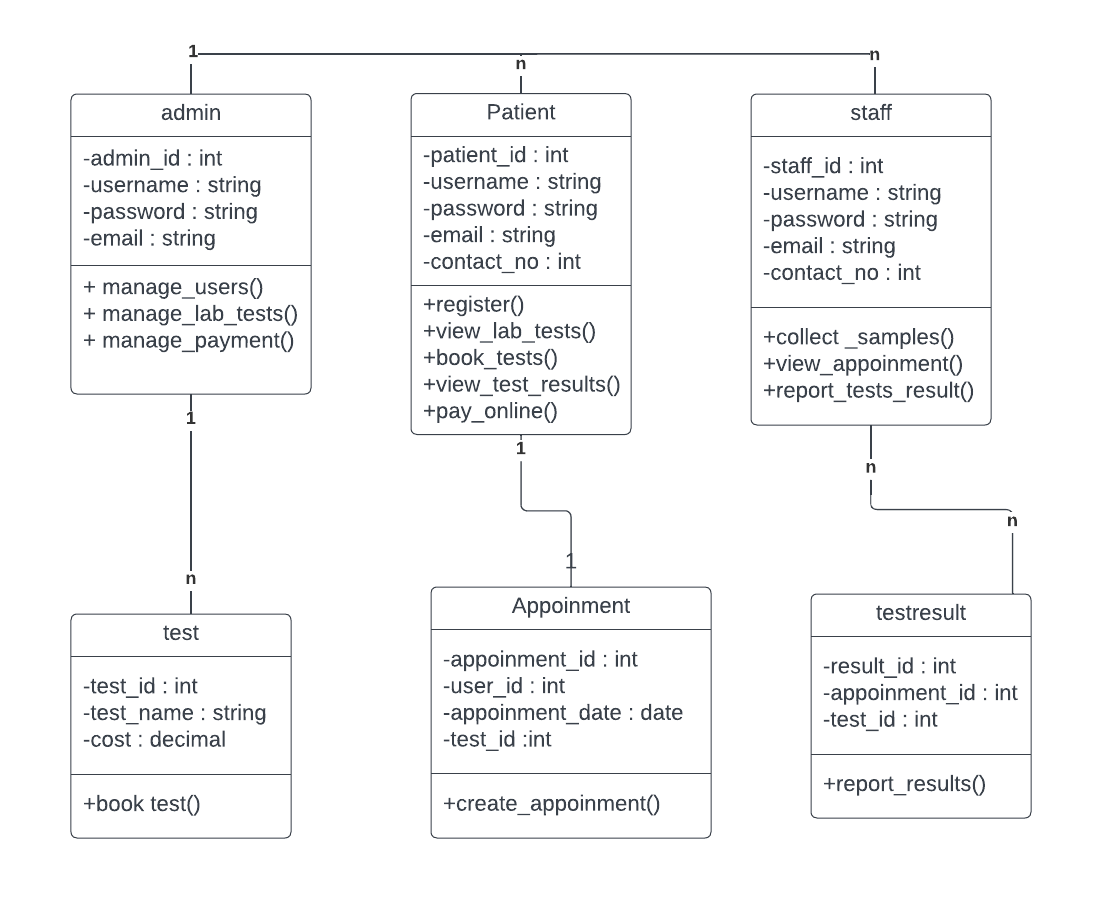 1
n
n
admin
-admin_id : int
-username : string
-password : string
-email : string
+ manage_users()
+ manage_lab_tests()
+ manage_payment()
Patient
-patient_id : int
-username : string
-password : string
-email : string
-contact_no : int
+register()
+view_lab_tests()
+book_tests()
+view_test_results()
+pay_online()
staff
-staff_id : int
-username : string
-password : string
-email : string
-contact_no : int
+collect _samples()
+view_appoinment()
+report_tests_result()
1
n
1
1
n
n
test
-test_id : int
-test_name : string
-cost : decimal
+book test()
Appoinment
-appoinment_id : int
-user_id : int
-appoinment_date : date
-test_id :int
+create_appoinment()
testresult
-result_id : int
-appoinment_id : int
-test_id : int
+report_results()